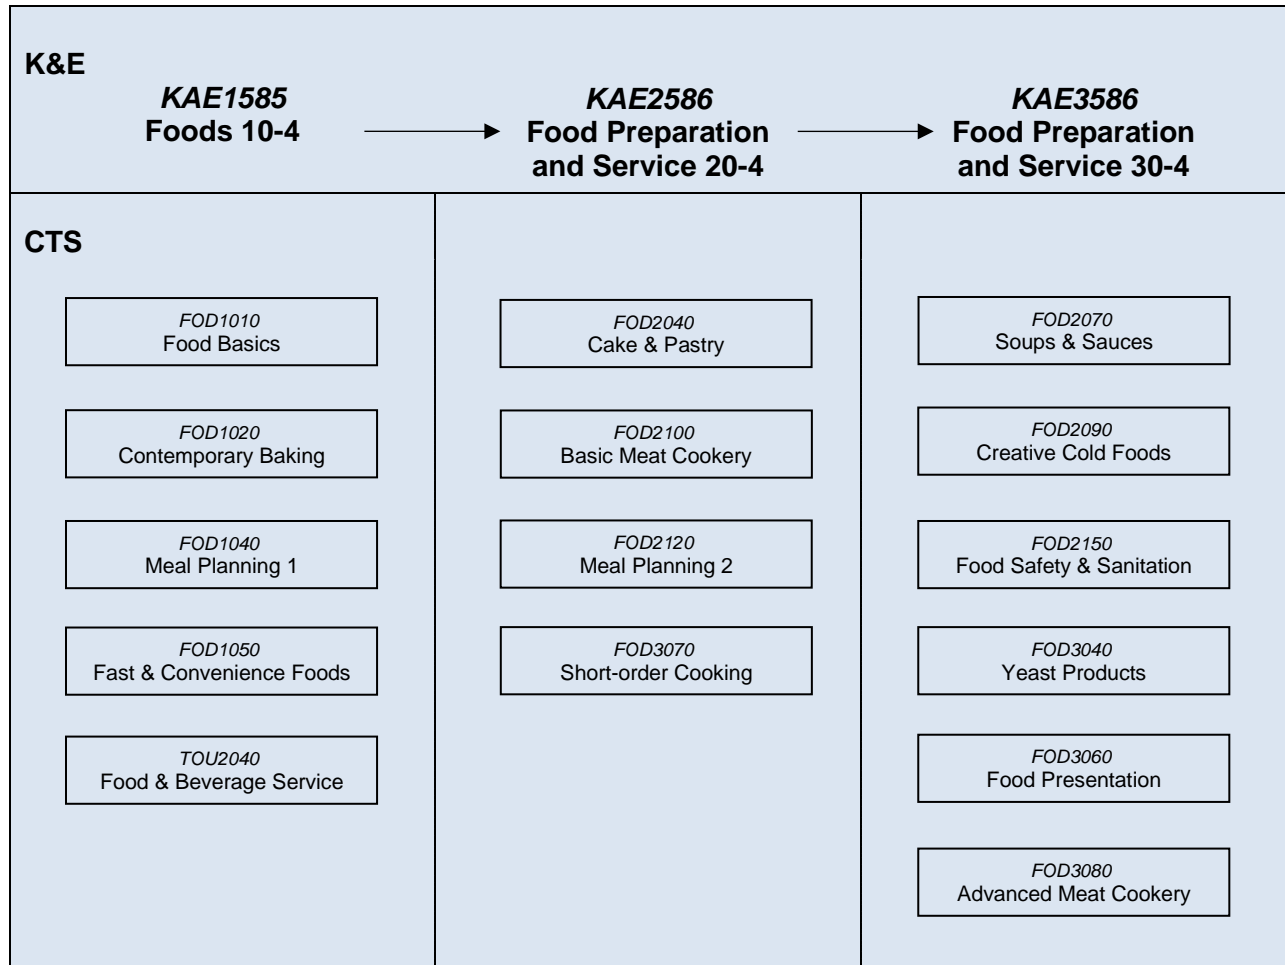 K&E
KAE1585
Foods 10-4
KAE2586
Food Preparation
and Service 20-4
KAE3586
Food Preparation
and Service 30-4
CTS
FOD1010
Food Basics
FOD1020
Contemporary Baking
FOD1040
Meal Planning 1
FOD1050
Fast & Convenience Foods
TOU2040
Food & Beverage Service
FOD2040
Cake & Pastry
FOD2100
Basic Meat Cookery
FOD2120
Meal Planning 2
FOD3070
Short-order Cooking
FOD2070
Soups & Sauces
FOD2090
Creative Cold Foods
FOD2150
Food Safety & Sanitation
FOD3040
Yeast Products
FOD3060
Food Presentation
FOD3080
Advanced Meat Cookery